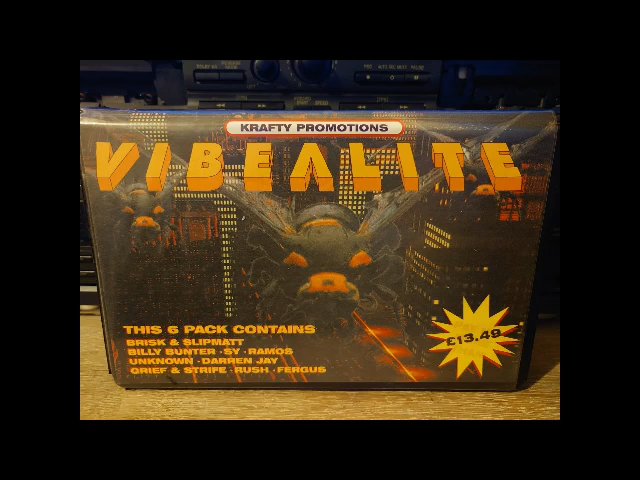 KRAFTY PROMOTIONS
VIBEALITE
THIS 6 PACK CONTAINS
BRISK & SLIPMATT
BILLY BUNTER · SY · RAMOS
UNKNOWN · DARREN JAY
GRIEF & STRIFE · RUSH · FERGUS
£13.49